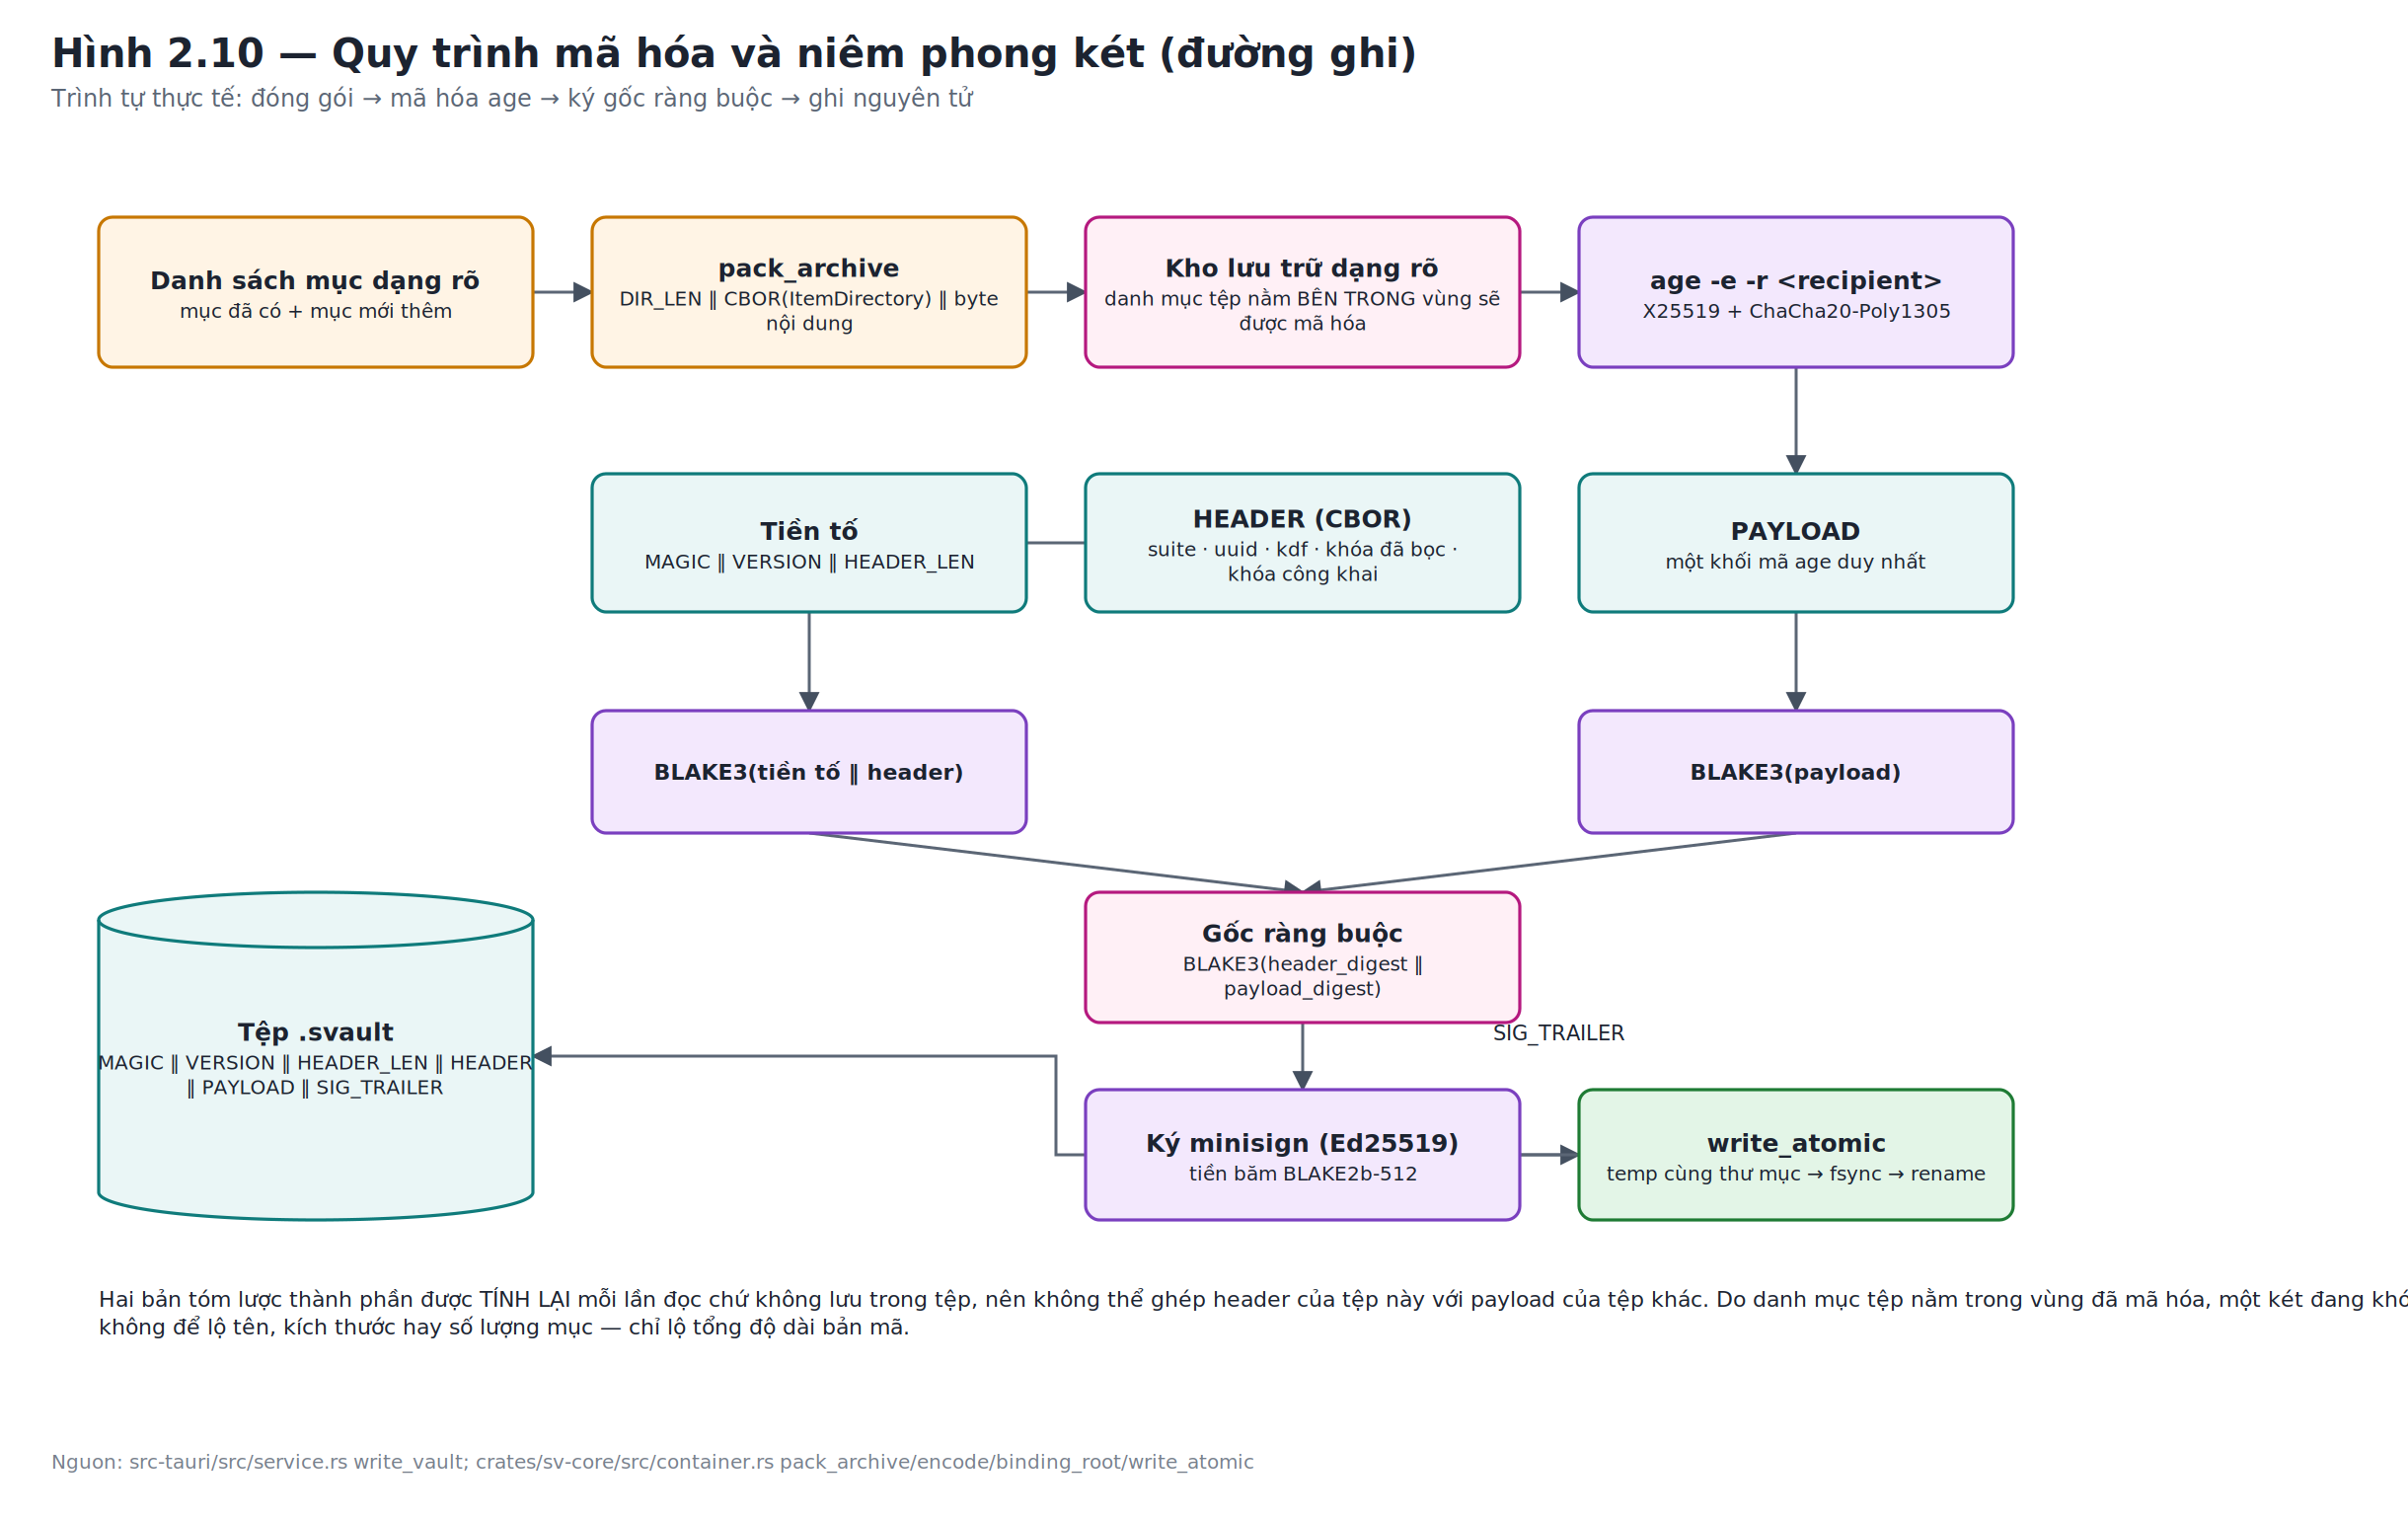 Hình 2.10 — Quy trình mã hóa và niêm phong két (đường ghi)
Trình tự thực tế: đóng gói → mã hóa age → ký gốc ràng buộc → ghi nguyên tử
Danh sách mục dạng rõ
mục đã có + mục mới thêm
pack_archive
DIR_LEN ‖ CBOR(ItemDirectory) ‖ byte
nội dung
Kho lưu trữ dạng rõ
danh mục tệp nằm BÊN TRONG vùng sẽ
được mã hóa
age -e -r <recipient>
X25519 + ChaCha20-Poly1305
Tiền tố
MAGIC ‖ VERSION ‖ HEADER_LEN
HEADER (CBOR)
suite · uuid · kdf · khóa đã bọc ·
khóa công khai
PAYLOAD
một khối mã age duy nhất
BLAKE3(tiền tố ‖ header)
BLAKE3(payload)
Gốc ràng buộc
BLAKE3(header_digest ‖
payload_digest)
SIG_TRAILER
Tệp .svault
MAGIC ‖ VERSION ‖ HEADER_LEN ‖ HEADER
‖ PAYLOAD ‖ SIG_TRAILER
Ký minisign (Ed25519)
tiền băm BLAKE2b-512
write_atomic
temp cùng thư mục → fsync → rename
Hai bản tóm lược thành phần được TÍNH LẠI mỗi lần đọc chứ không lưu trong tệp, nên không thể ghép header của tệp này với payload của tệp khác. Do danh mục tệp nằm trong vùng đã mã hóa, một két đang
không để lộ tên, kích thước hay số lượng mục — chỉ lộ tổng độ dài bản mã.
Nguon: src-tauri/src/service.rs write_vault; crates/sv-core/src/container.rs pack_archive/encode/binding_root/write_atomic